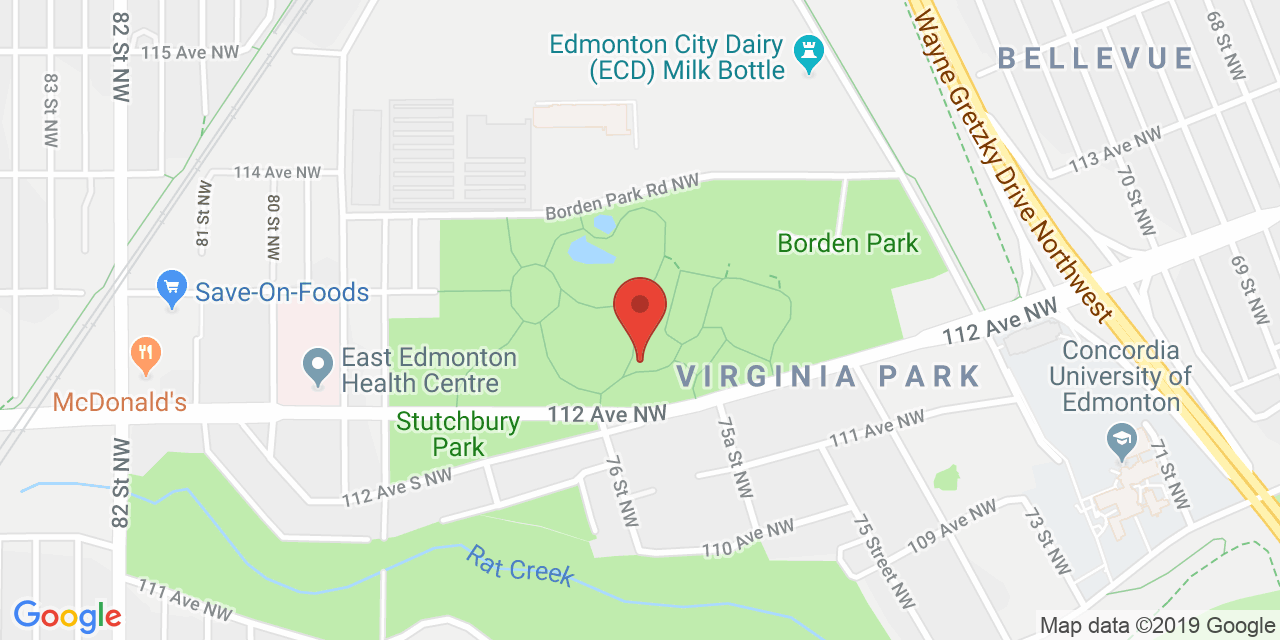 82 St NW
115 Ave NW
83 St NW
Edmonton City Dairy
(ECD) Milk Bottle
Wayne Gretzky Drive Northwest
BELLEVUE
68 St NW
113 Ave NW
70 St NW
69 St NW
114 Ave NW
81 St NW
80 St NW
Borden Park Rd NW
Borden Park
Save-On-Foods
McDonald's
East Edmonton
Health Centre
VIRGINIA PARK
112 Ave NW
Concordia
University of
Edmonton
112 Ave NW
Stutchbury
Park
82 St NW
112 Ave S NW
76 St NW
75a St NW
111 Ave NW
71 St NW
110 Ave NW
75 Street NW
109 Ave NW
73 St NW
Rat Creek
111 Ave NW
Google
Map data ©2019 Google